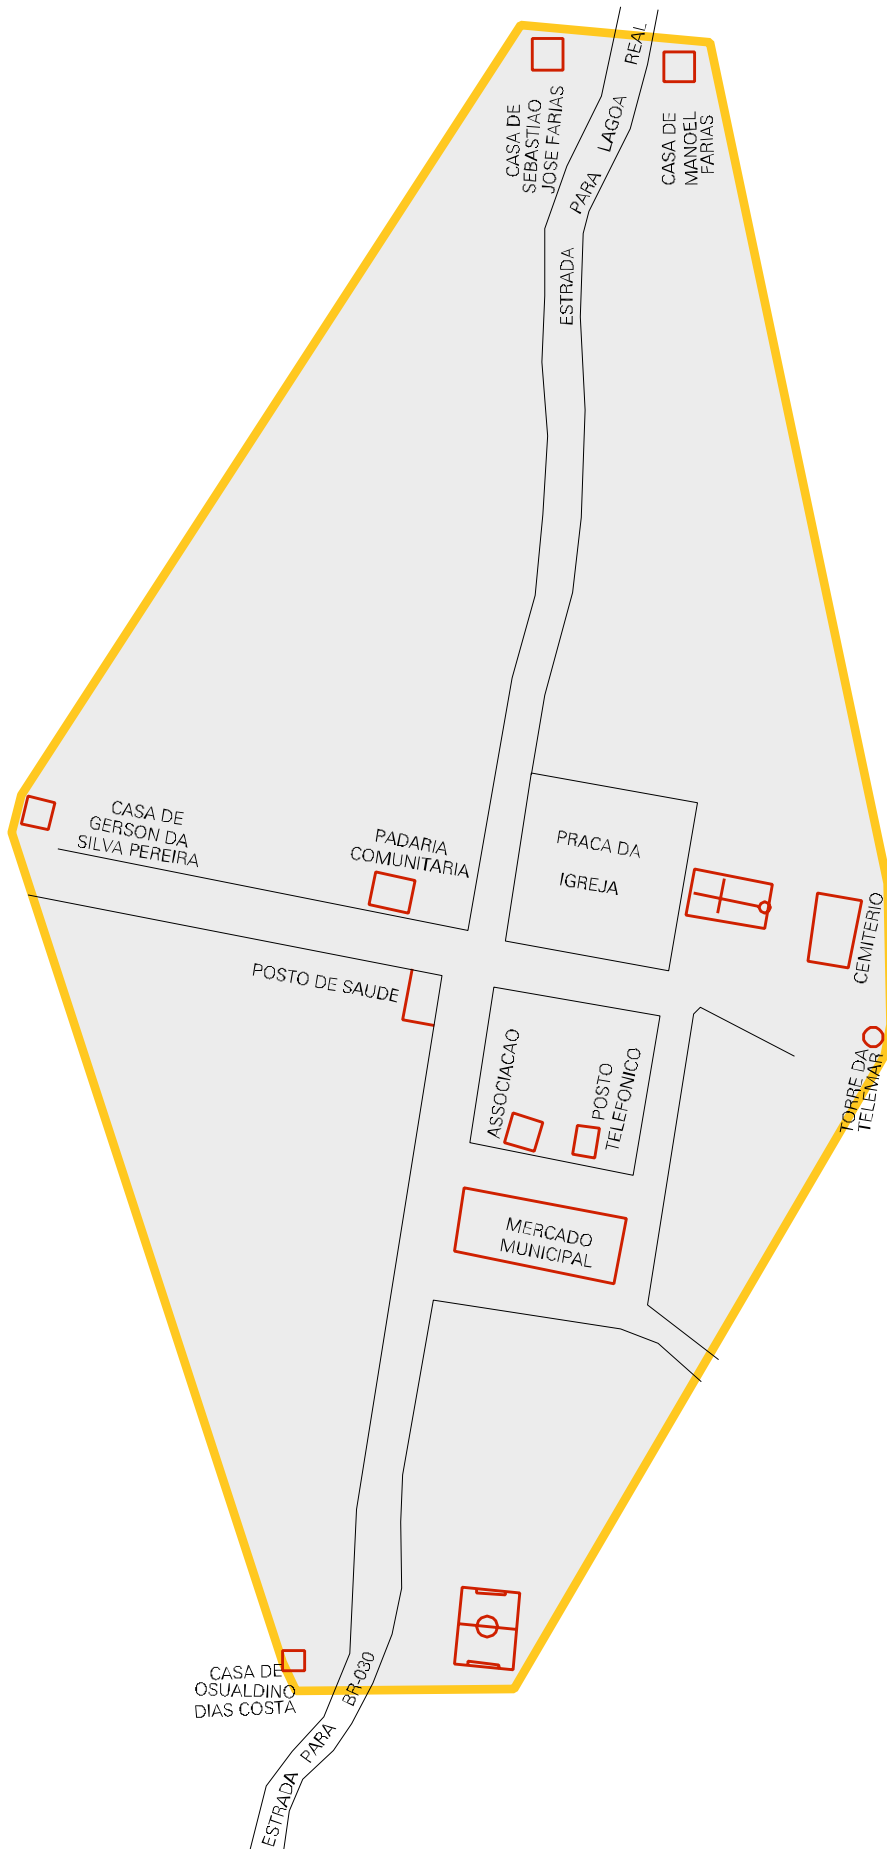 REAL
LAGOA
PARA
ESTRADA
CASA DE
SEBASTIAO
JOSE FARIAS
CASA DE
MANOEL
FARIAS
CASA DE
GERSON DA
SILVA PEREIRA
PADARIA
COMUNITARIA
PRACA DA
IGREJA
CEMITERIO
POSTO DE SAUDE
ASSOCIACAO
POSTO
TELEFONICO
TORRE DA
TELEMAR
MERCADO
MUNICIPAL
CASA DE
OSUALDINO
DIAS COSTA
ESTRADA PARA BR-030